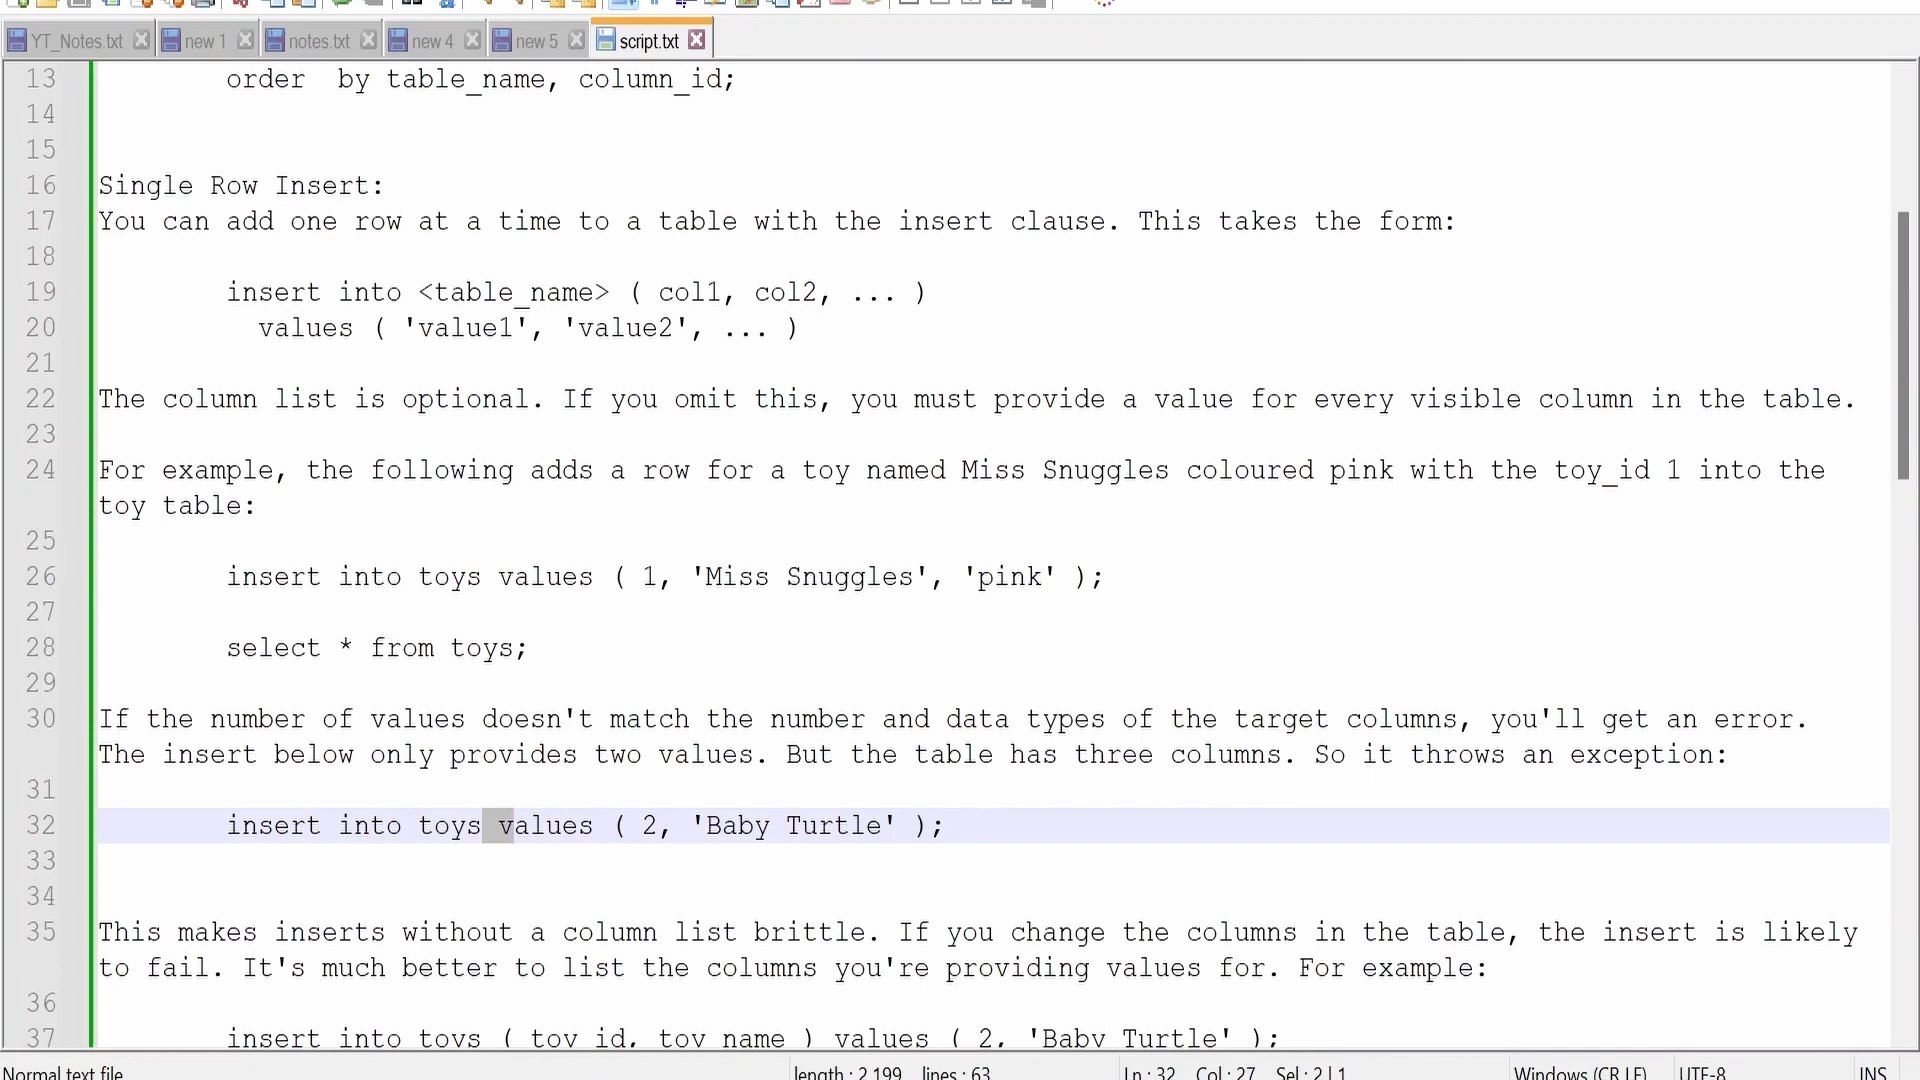 YT_Notes.txt new 1 notes.txt new 4 new 5 script.txt
13 order by table_name, column_id;
14
15
16 Single Row Insert:
17 You can add one row at a time to a table with the insert clause. This takes the form:
18
19 insert into <table_name> ( col1, col2, ... )
20 values ( 'value1', 'value2', ... )
21
22 The column list is optional. If you omit this, you must provide a value for every visible column in the table.
23
24 For example, the following adds a row for a toy named Miss Snuggles coloured pink with the toy_id 1 into the
toy table:
25
26 insert into toys values ( 1, 'Miss Snuggles', 'pink' );
27
28 select * from toys;
29
30 If the number of values doesn't match the number and data types of the target columns, you'll get an error.
The insert below only provides two values. But the table has three columns. So it throws an exception:
31
32 insert into toys values ( 2, 'Baby Turtle' );
33
34
35 This makes inserts without a column list brittle. If you change the columns in the table, the insert is likely
to fail. It's much better to list the columns you're providing values for. For example:
36
37 insert into toys ( toy_id, toy_name ) values ( 2, 'Baby Turtle' );
Normal text file length : 2,199 lines : 63 Ln : 32 Col : 27 Sel : 2 | 1 Windows (CR LF) UTF-8 INS